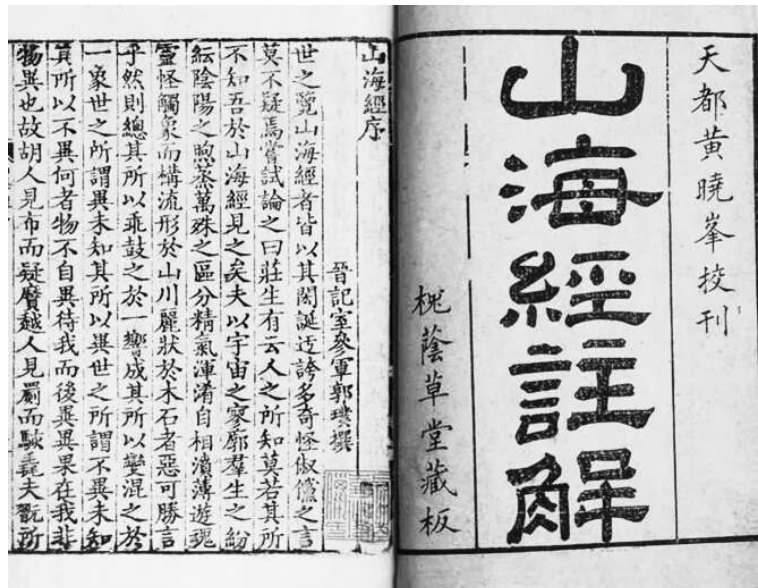 天都黃曉峯校刊
山海經註解
槐蔭草堂藏板
山海經序
晉記室參軍郭璞撰
世之覽山海經者皆以其閎誕迂誇多奇怪俶儻之言
莫不疑焉嘗試論之曰莊生有云人之所知莫若其所
不知吾於山海經見之矣夫以宇宙之寥廓羣生之紛
紜陰陽之煦蒸萬殊之區分精氣渾淆自相濆薄遊魂
靈怪觸象而構流形於山川麗狀於木石者惡可勝言
乎然則總其所以乖鼓之於一響成其所以變混之於
一象世之所謂異未知其所以異世之所謂不異未知
其所以不異何者物不自異待我而後異異果在我非
物異也故胡人見布而疑黂越人見罽而駭毳夫翫所